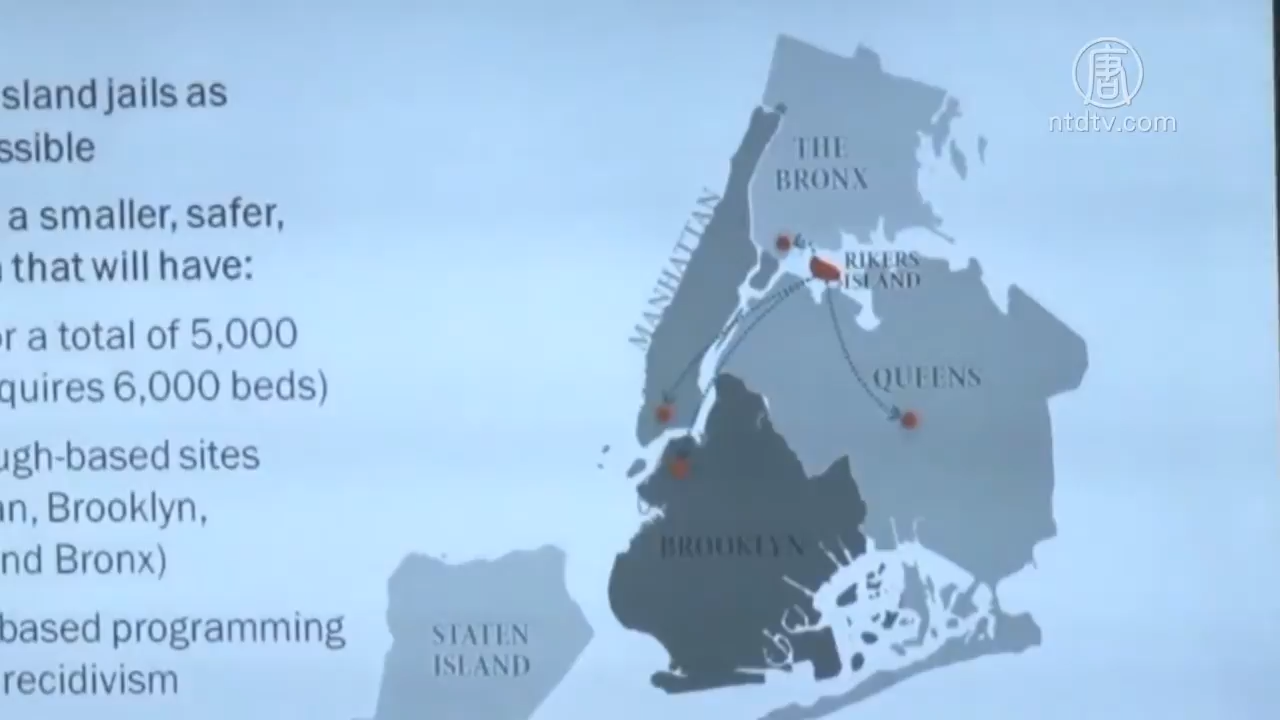 sland jails as
ssible
a smaller, safer,
that will have:
or a total of 5,000
quires 6,000 beds)
ugh-based sites
an, Brooklyn,
nd Bronx)
based programming
recidivism
THE
BRONX
MANHATTAN
RIKERS
ISLAND
QUEENS
BROOKLYN
STATEN
ISLAND
唐
ntdtv.com